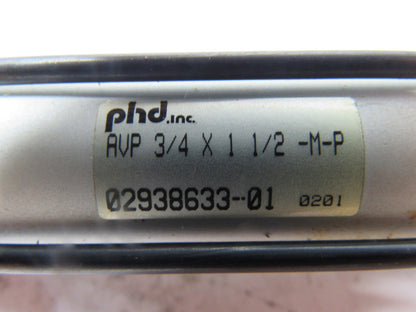 phd, inc.
AVP 3/4 X 1 1/2 -M-P
02938633-01 0201